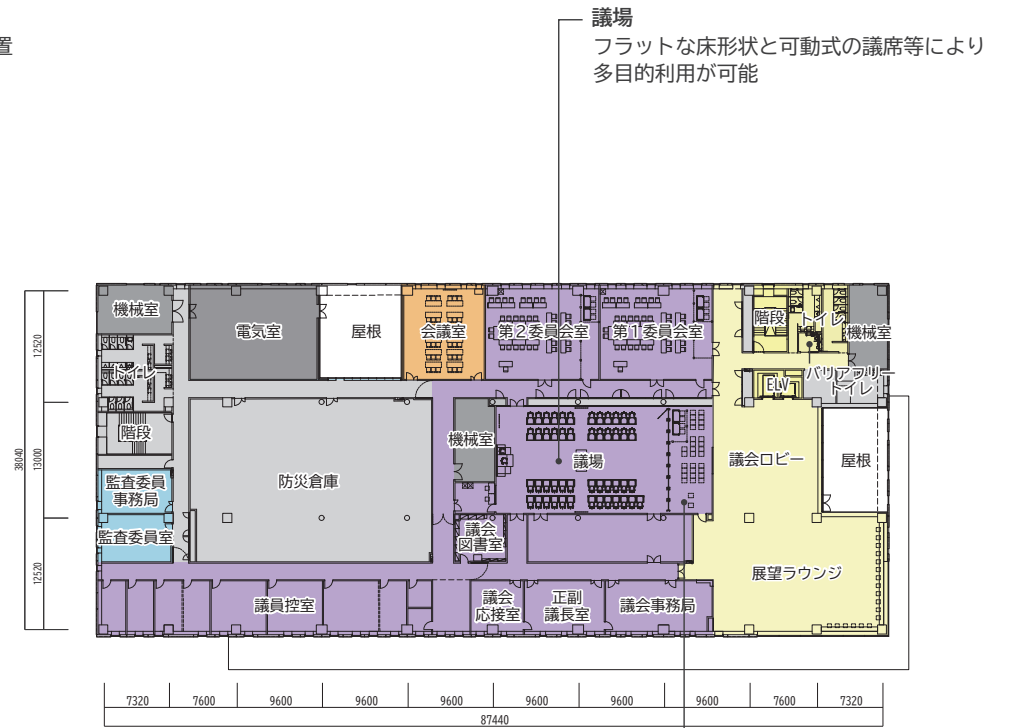 議場
置
フラットな床形状と可動式の議席等により
多目的利用が可能
機械室
電気室
屋根
会議室
第2委員会室
第1委員会室
階段
トイレ
機械室
トイレ
ELV
バリアフリー
トイレ
階段
機械室
議場
議会ロビー
屋根
防災倉庫
監査委員
事務局
監査委員室
議会
図書室
展望ラウンジ
議員控室
議会
応接室
正副
議長室
議会事務局
12520
13000
12520
38040
7320
7600
9600
9600
9600
9600
9600
9600
7600
7320
87440